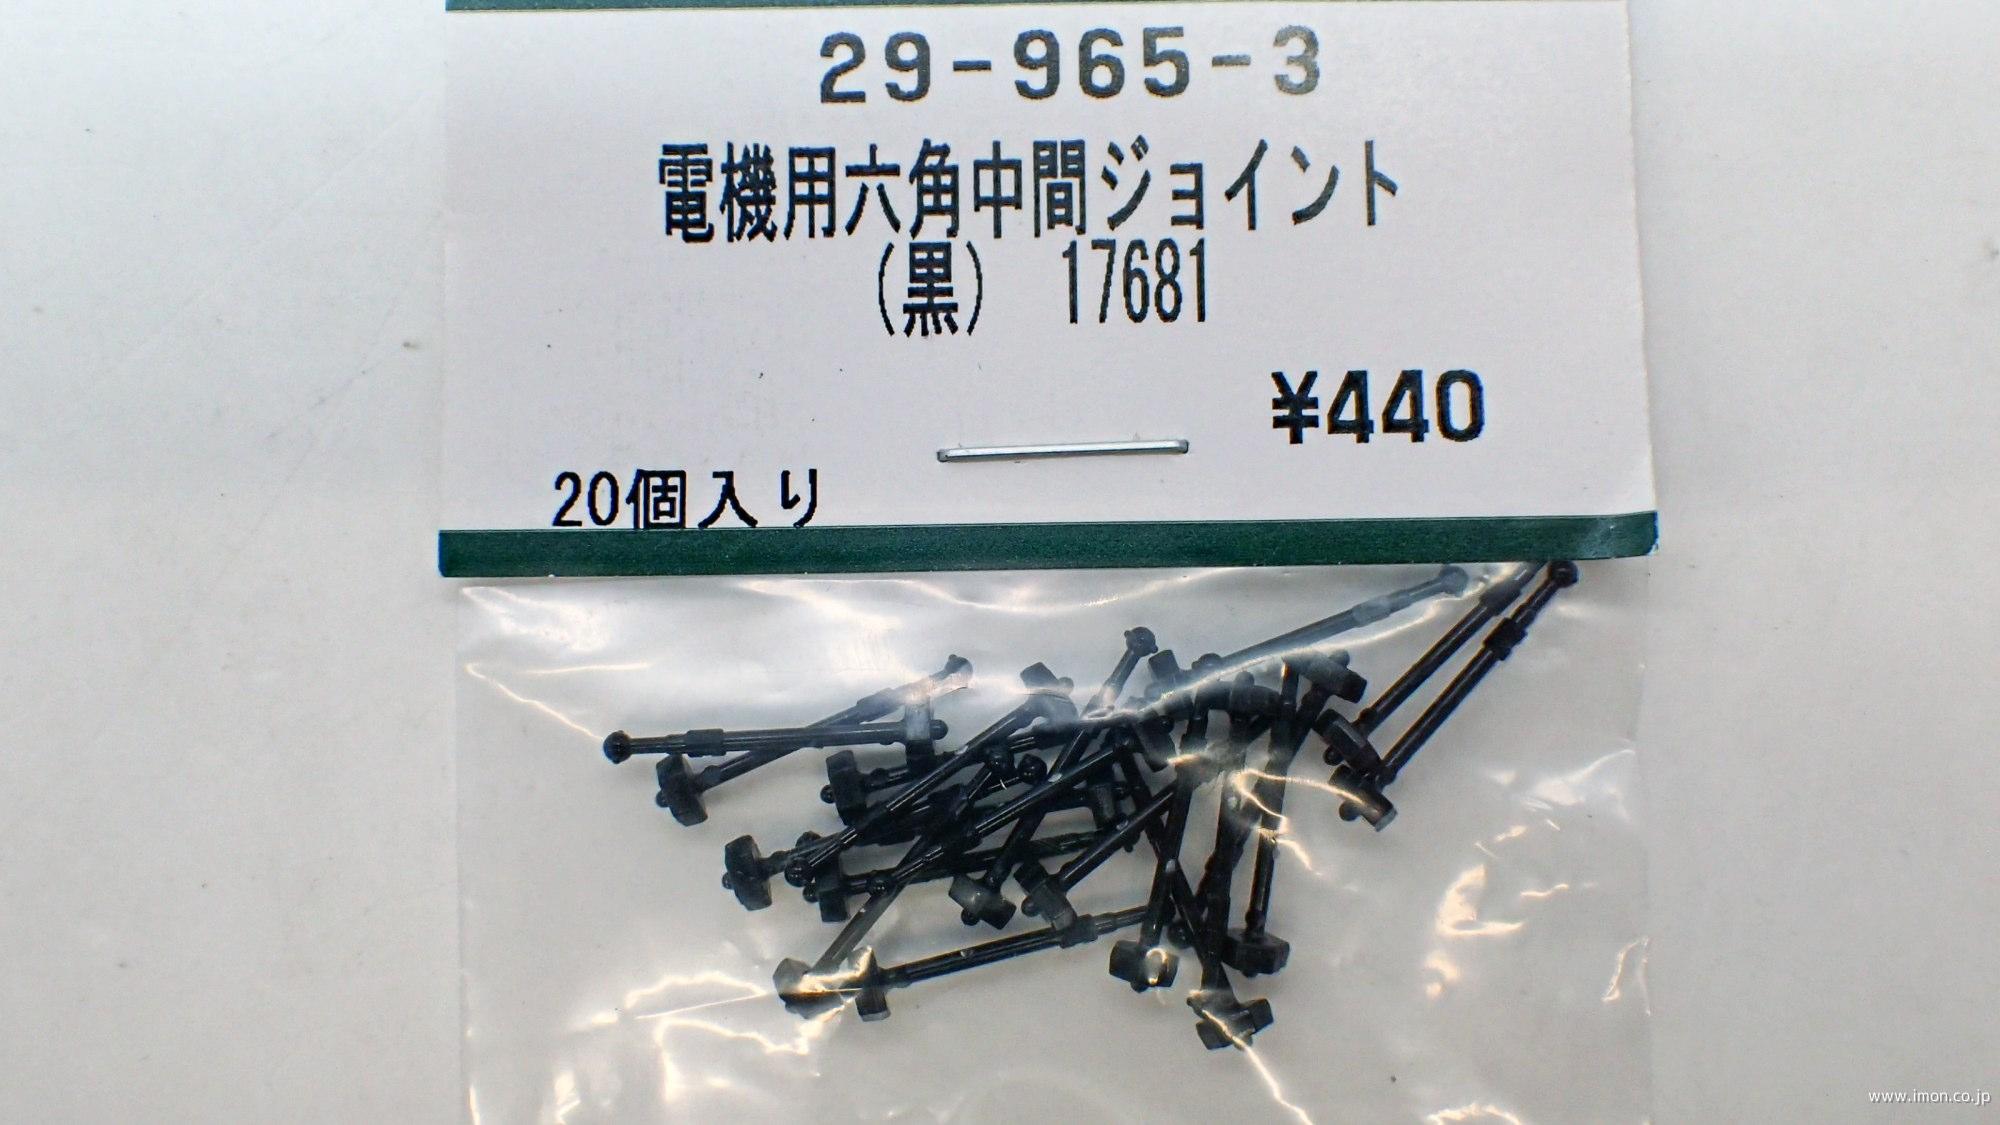 29-965-3
電機用六角中間ジョイント
(黒) 17681
¥440
20個入り
www.imon.co.jp